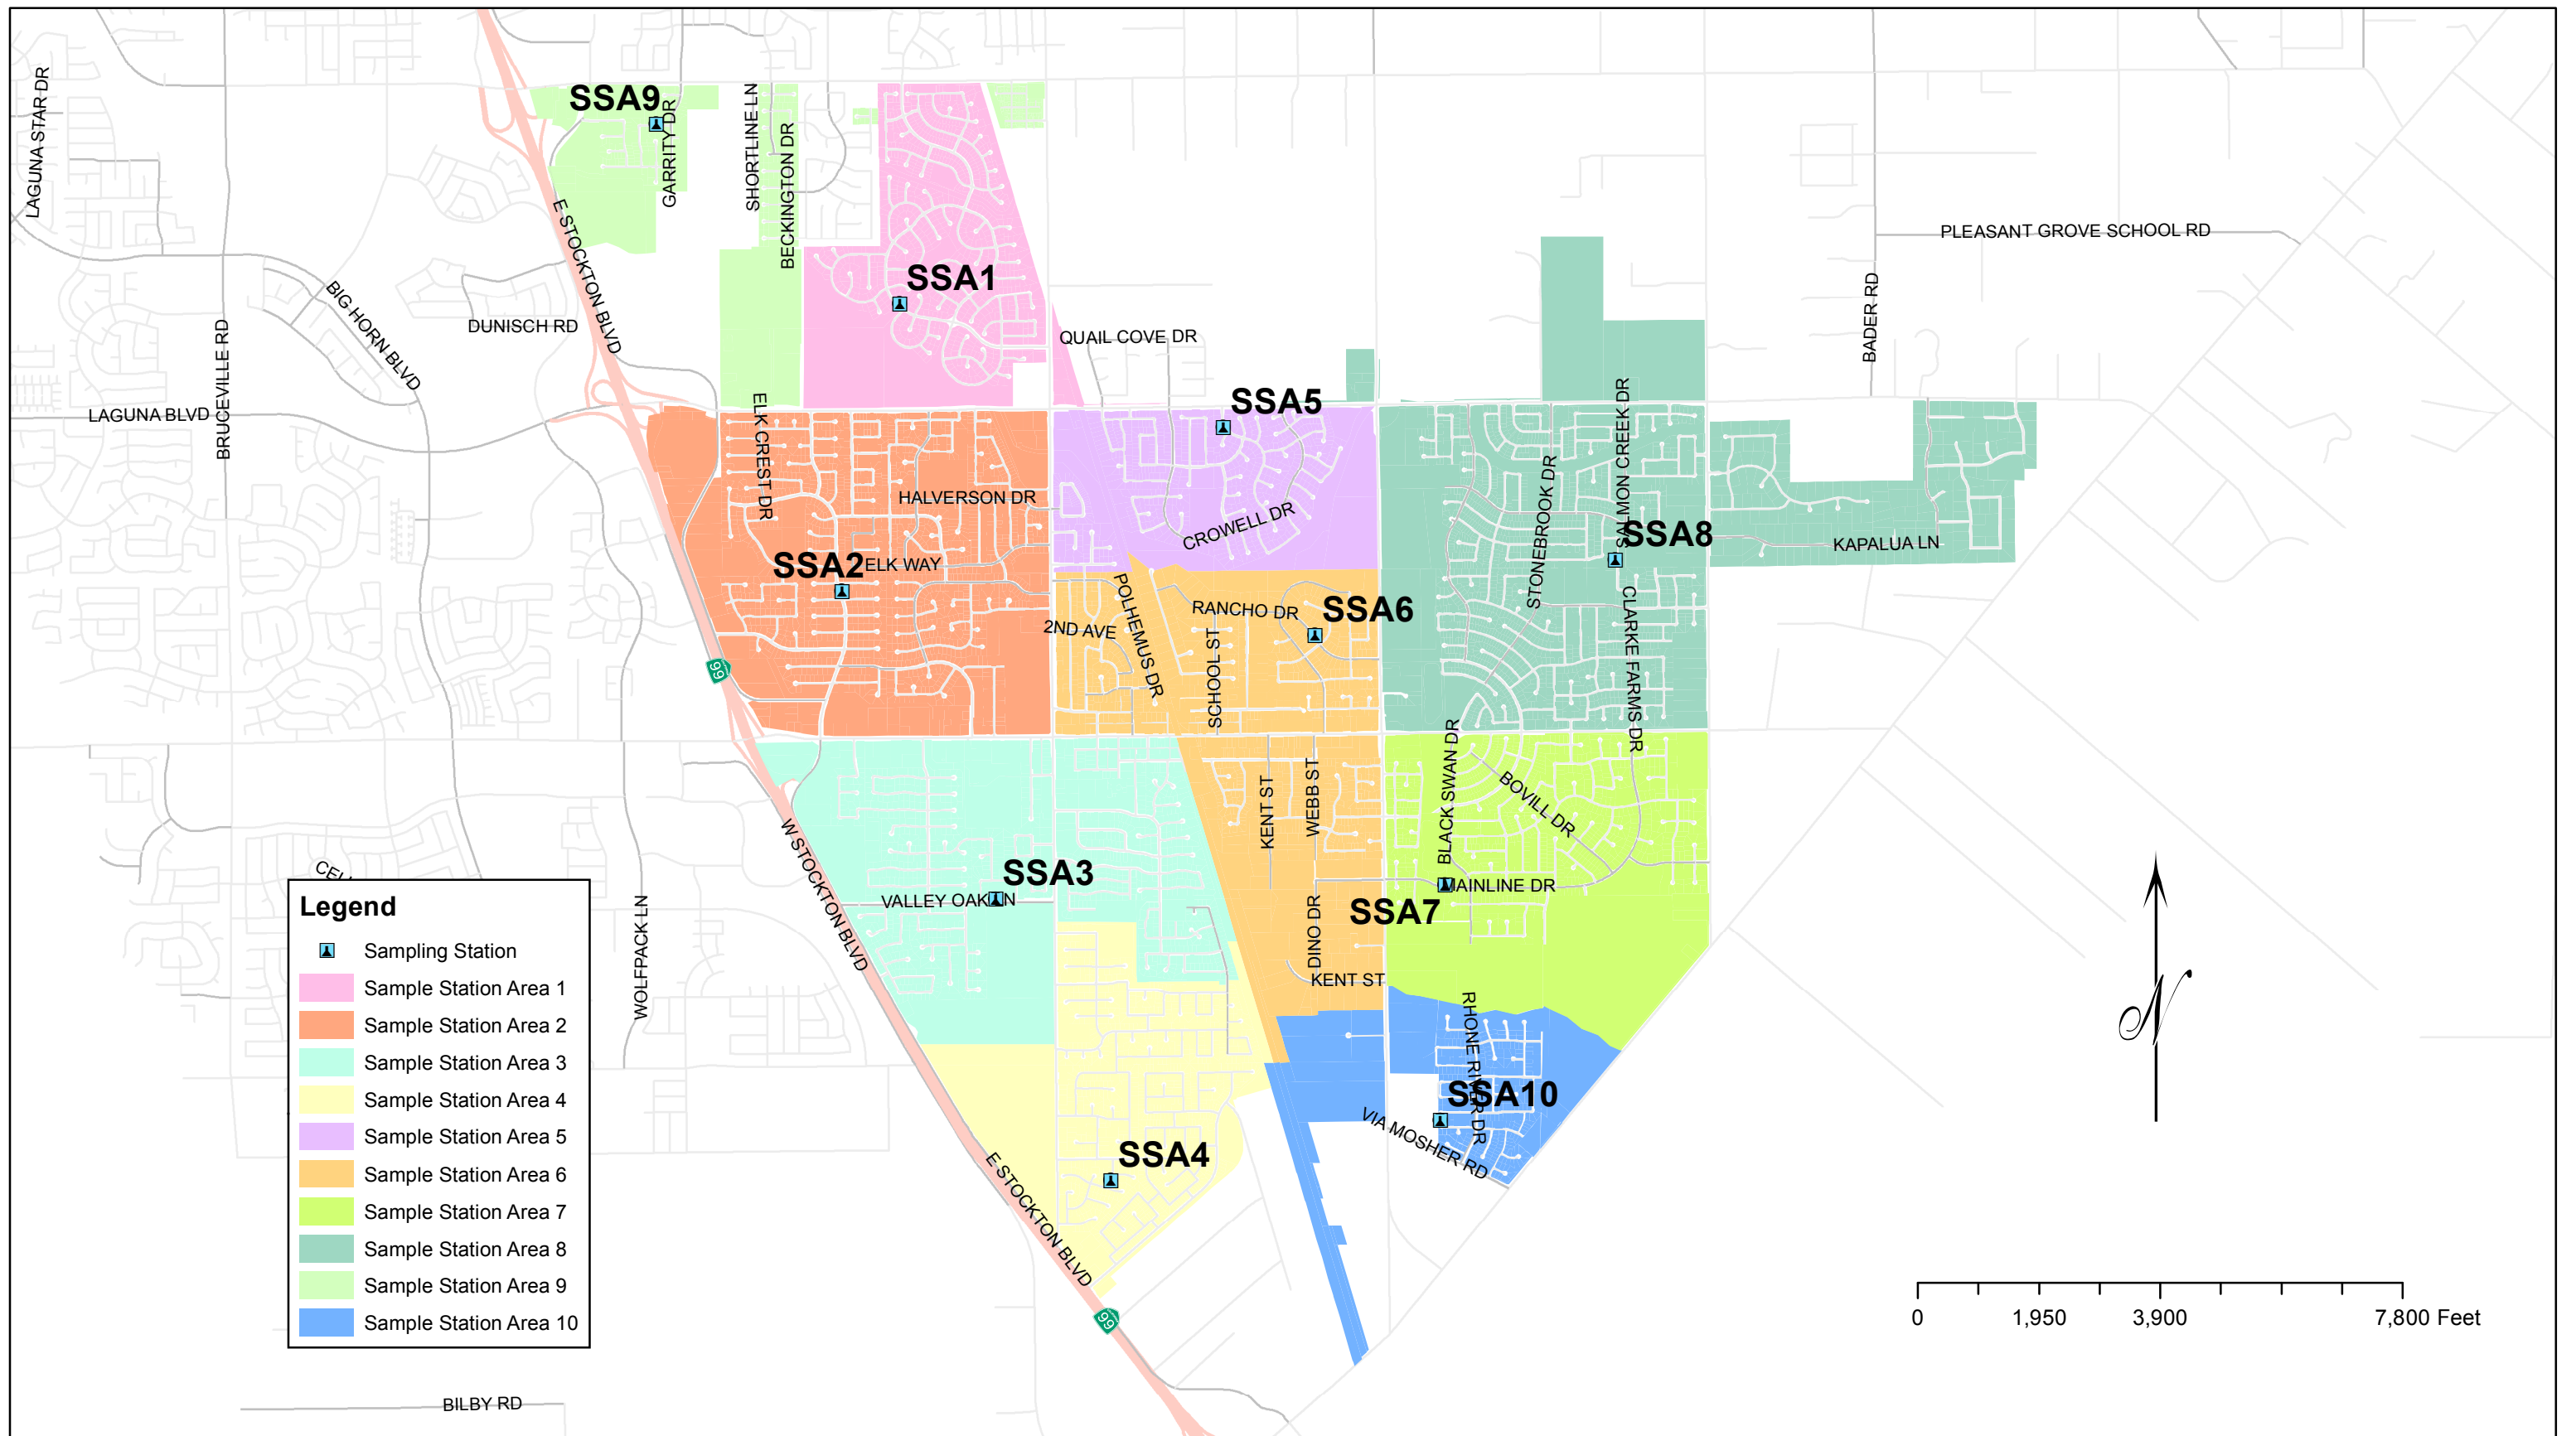 SSA9
LAGUNA STAR DR
GARRITY DR
SHORTLINE LN
BECKINGTON DR
E STOCKTON BLVD
PLEASANT GROVE SCHOOL RD
SSA1
BIG HORN BLVD
DUNISCH RD
QUAIL COVE DR
BADER RD
BRUCEVILLE RD
LAGUNA BLVD
SSA5
ELK CREST DR
HALVERSON DR
CROWELL DR
STONEBROOK DR
SALMON CREEK DR
SSA8
KAPALUA LN
SSA2
ELK WAY
POLHEMUS DR
RANCHO DR
SSA6
2ND AVE
SCHOOL ST
CLARKE FARMS DR
99
BLACK SWAN DR
BOVILL DR
KENT ST
WEBB ST
W STOCKTON BLVD
SSA3
VALLEY OAK LN
MAINLINE DR
SSA7
DINO DR
KENT ST
WOLFPACK LN
RHONE RIVER DR
SSA10
VIA MOSHER RD
SSA4
E STOCKTON BLVD
99
BILBY RD
Legend
Sampling Station
Sample Station Area 1
Sample Station Area 2
Sample Station Area 3
Sample Station Area 4
Sample Station Area 5
Sample Station Area 6
Sample Station Area 7
Sample Station Area 8
Sample Station Area 9
Sample Station Area 10
N
0 1,950 3,900 7,800 Feet